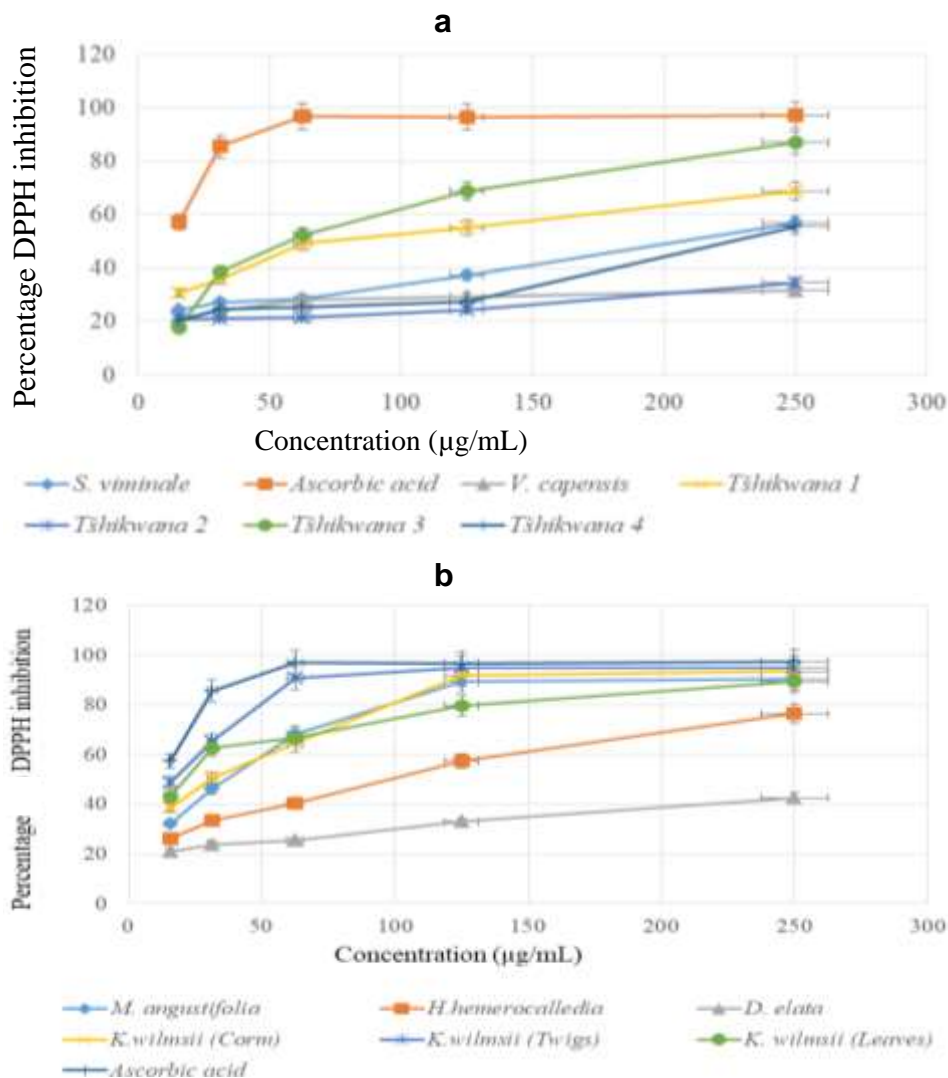 a
Percentage DPPH inhibition
120
100
80
60
40
20
0
0 50 100 150 200 250 300
Concentration (µg/mL)
S. viminale Ascorbic acid V. capensis Tšhikwana 1
Tšhikwana 2 Tšhikwana 3 Tšhikwana 4
b
Percentage DPPH inhibition
120
100
80
60
40
20
0
0 50 100 150 200 250 300
Concentration (µg/mL)
M. angustifolia H.hemerocalledia D. elata
K.wilmsii (Corm) K.wilmsii (Twigs) K. wilmsii (Leaves)
Ascorbic acid